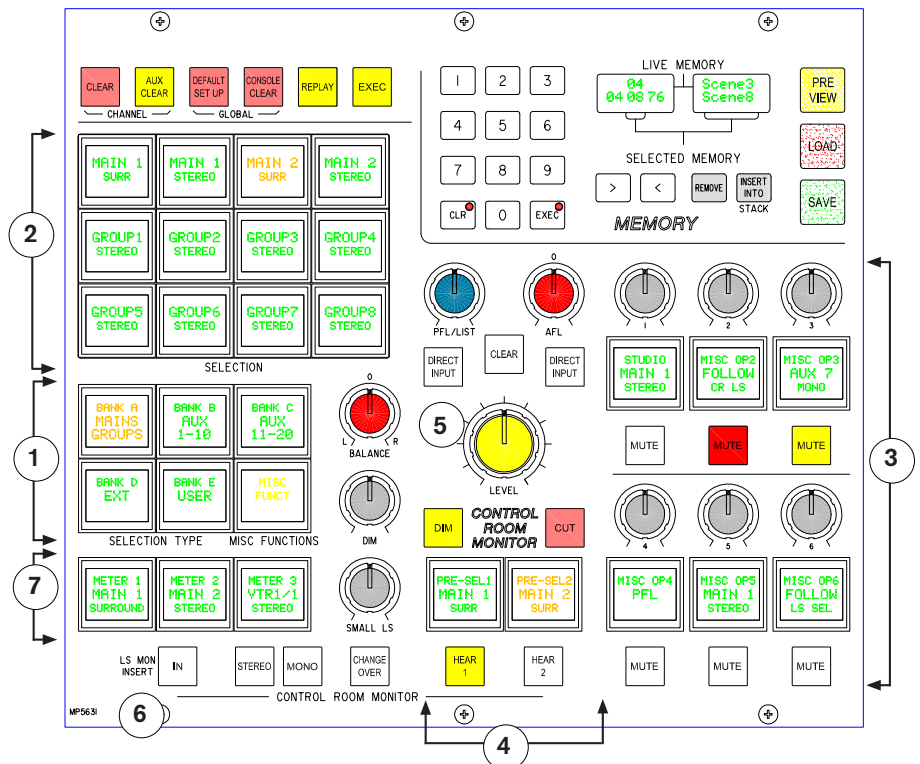 CLEAR
AUX
CLEAR
DEFAULT
SET UP
CONSOLE
CLEAR
REPLAY
EXEC
CHANNEL
GLOBAL
1 2 3
4 5 6
7 8 9
CLR 0 EXEC
LIVE MEMORY
04
04 08 76
Scene3
Scene8
SELECTED MEMORY
> <
REMOVE
INSERT
INTO
STACK
MEMORY
PRE
VIEW
LOAD
SAVE
2
MAIN 1
SURR
MAIN 1
STEREO
MAIN 2
SURR
MAIN 2
STEREO
GROUP1
STEREO
GROUP2
STEREO
GROUP3
STEREO
GROUP4
STEREO
GROUP5
STEREO
GROUP6
STEREO
GROUP7
STEREO
GROUP8
STEREO
SELECTION
1
BANK A
MAINS
GROUPS
BANK B
AUX
1-10
BANK C
AUX
11-20
BANK D
EXT
BANK E
USER
MISC
FUNCT
SELECTION TYPE
MISC FUNCTIONS
0
L R
BALANCE
DIM
SMALL LS
7
METER 1
MAIN 1
SURROUND
METER 2
MAIN 2
STEREO
METER 3
YTR1/1
STEREO
LS MON
INSERT
IN
STEREO
MONO
CHANGE
OVER
CONTROL ROOM MONITOR
MP5631
6
PFL/LIST
0
AFL
DIRECT
INPUT
CLEAR
DIRECT
INPUT
5
LEVEL
DIM
CONTROL
ROOM
MONITOR
CUT
PRE-SEL1
MAIN 1
SURR
PRE-SEL2
MAIN 2
SURR
HEAR
1
HEAR
2
4
1
2
3
STUDIO
MAIN 1
STEREO
MISC OP2
FOLLOW
CR LS
MISC OP3
AUX 7
MONO
MUTE
MUTE
MUTE
3
4
5
6
MISC OP4
PFL
MISC OP5
MAIN 1
STEREO
MISC OP6
FOLLOW
LS SEL
MUTE
MUTE
MUTE